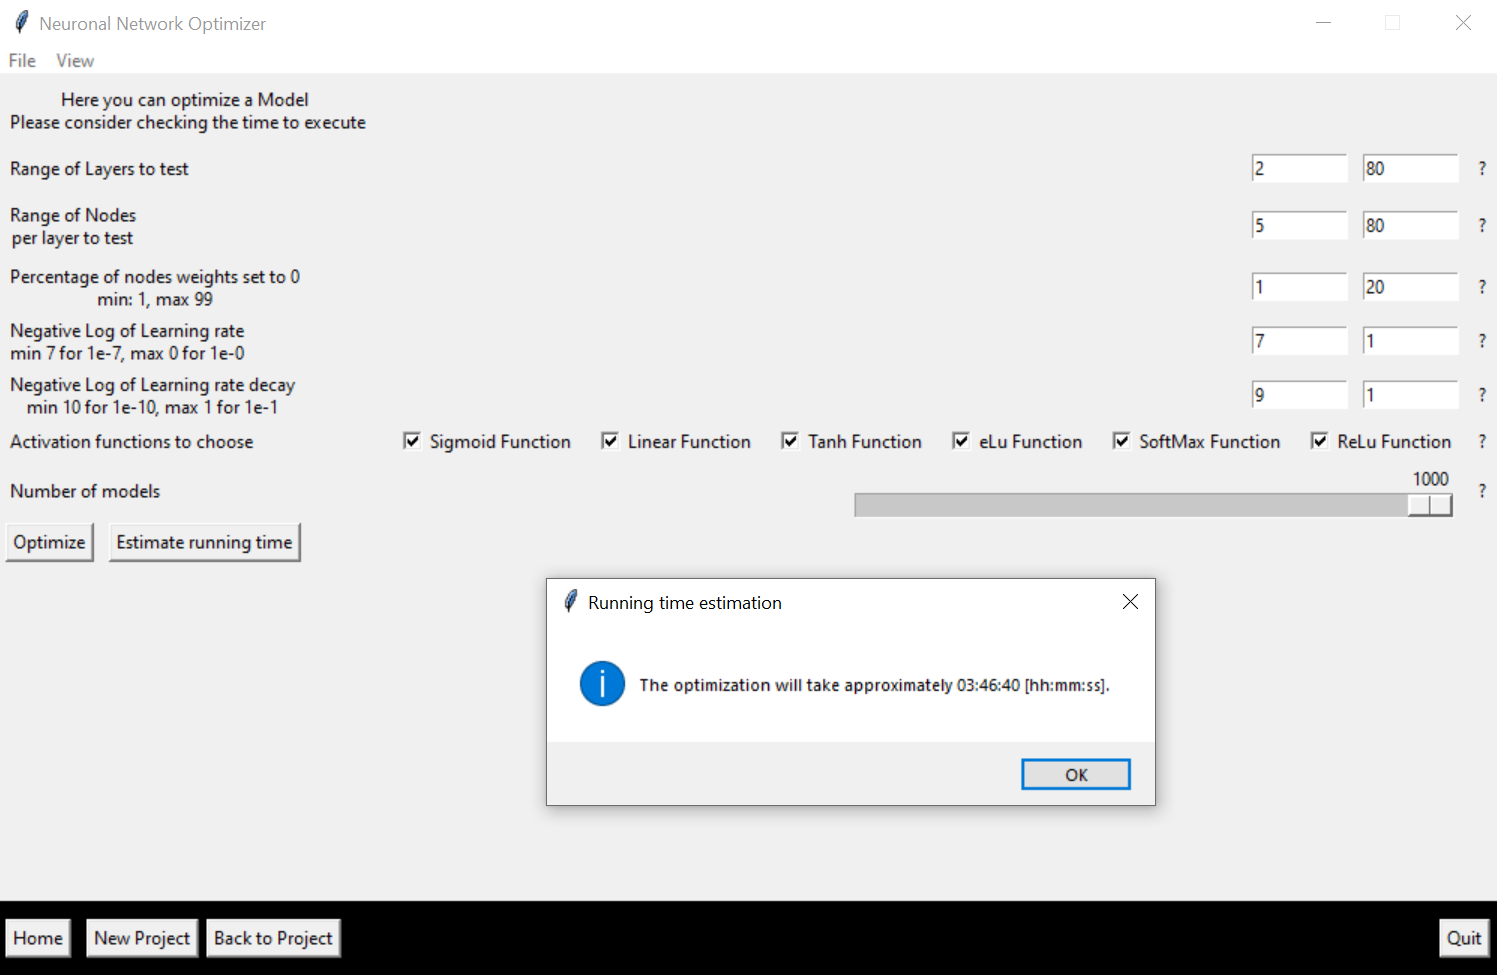 Neuronal Network Optimizer
File View
Here you can optimize a Model
Please consider checking the time to execute
Range of Layers to test 2 80 ?
Range of Nodes
per layer to test 5 80 ?
Percentage of nodes weights set to 0
min: 1, max 99 1 20 ?
Negative Log of Learning rate
min 7 for 1e-7, max 0 for 1e-0 7 1 ?
Negative Log of Learning rate decay
min 10 for 1e-10, max 1 for 1e-1 9 1 ?
Activation functions to choose Sigmoid Function Linear Function Tanh Function eLu Function SoftMax Function ReLu Function ?
1000
Number of models ?
Optimize Estimate running time
Running time estimation
The optimization will take approximately 03:46:40 [hh:mm:ss].
OK
Home New Project Back to Project Quit